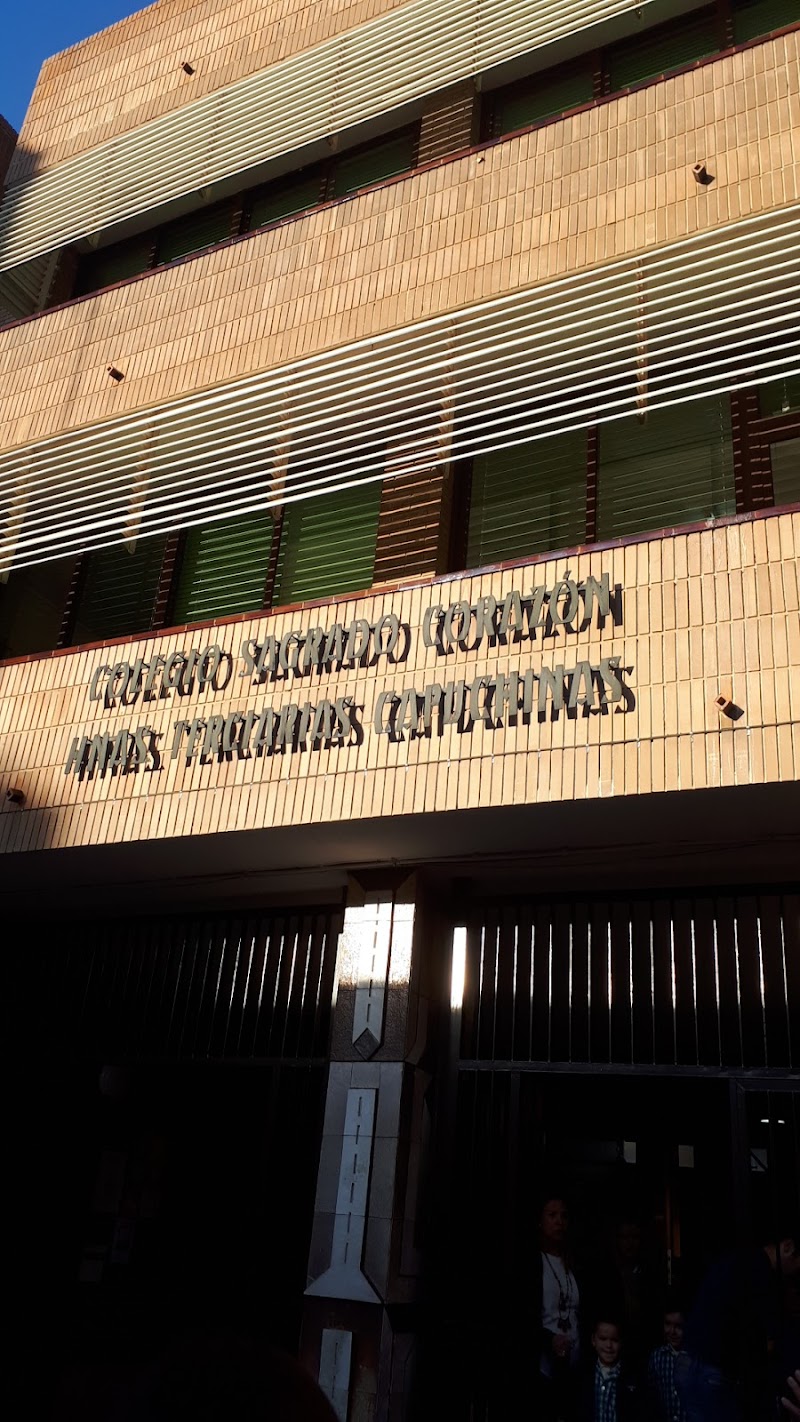 COLEGIO SAGRADO CORAZÓN
HNAS TERCIARIAS CAPUCHINAS